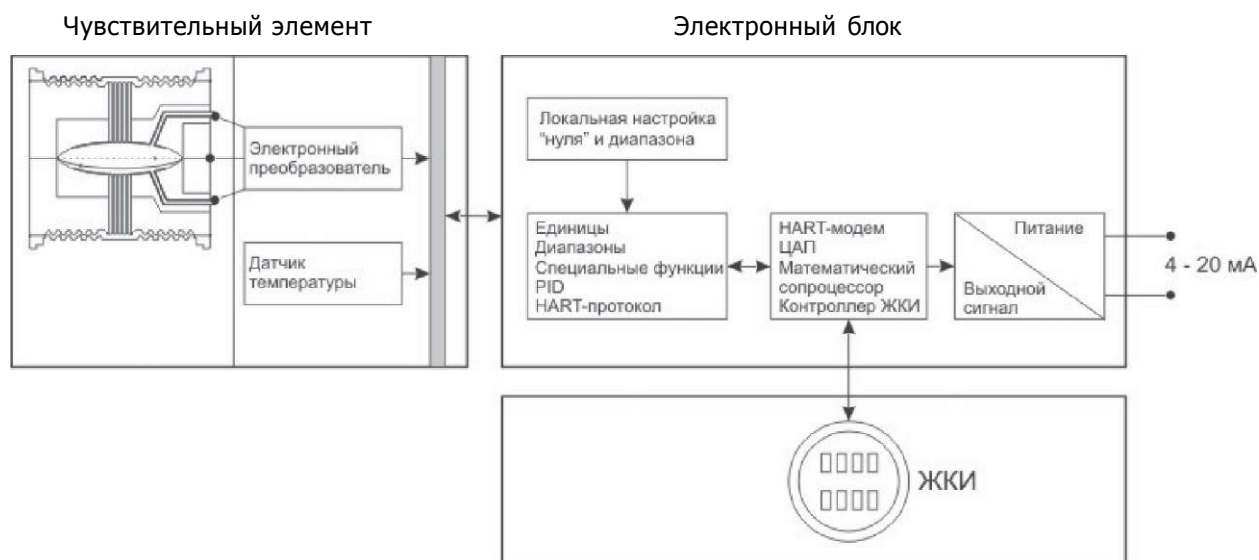 Чувствительный элемент
Электронный блок
Электронный
преобразователь
Датчик
температуры
Локальная настройка
“нуля” и диапазона
Единицы
Диапазоны
Специальные функции
PID
HART-протокол
HART-модем
ЦАП
Математический
сопроцессор
Контроллер ЖКИ
Питание
Выходной
сигнал
4 - 20 мА
ЖКИ